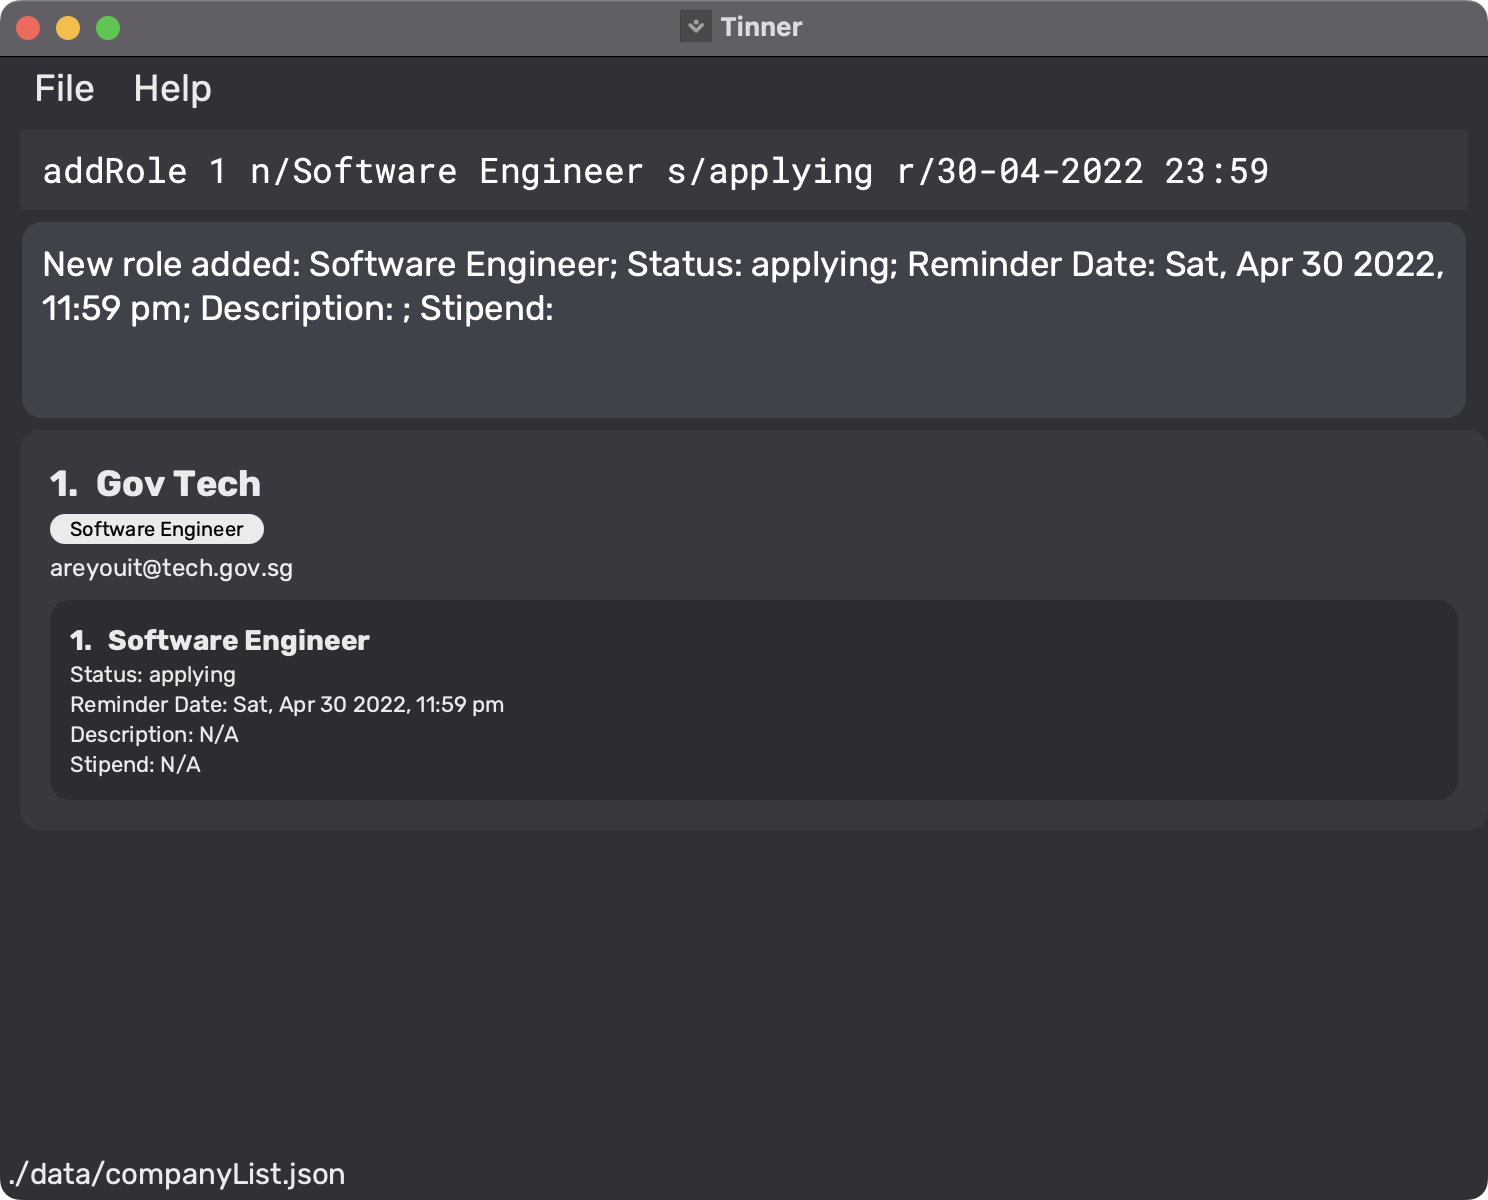 Tinner
File Help
addRole 1 n/Software Engineer s/applying r/30-04-2022 23:59
New role added: Software Engineer; Status: applying; Reminder Date: Sat, Apr 30 2022,
11:59 pm; Description: ; Stipend:
1. Gov Tech
Software Engineer
areyouit@tech.gov.sg
1. Software Engineer
Status: applying
Reminder Date: Sat, Apr 30 2022, 11:59 pm
Description: N/A
Stipend: N/A
./data/companyList.json